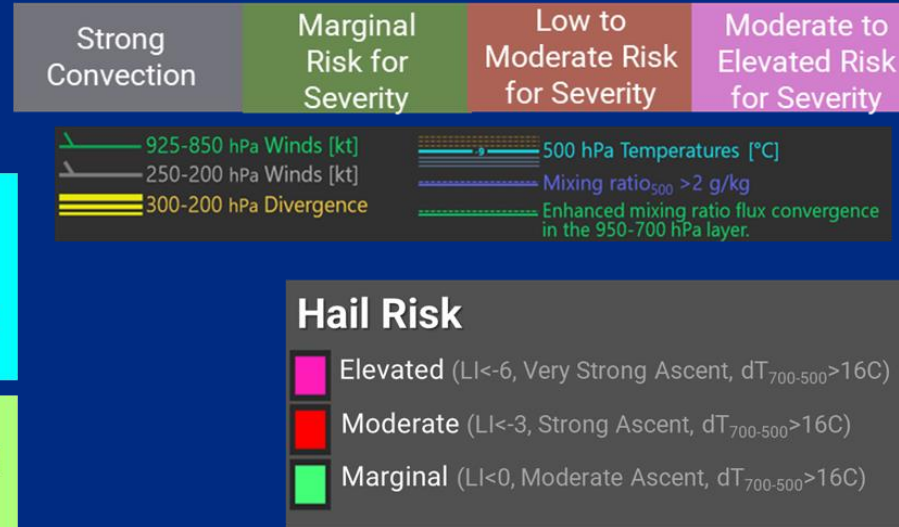 Strong
Convection
Marginal
Risk for
Severity
Low to
Moderate Risk
for Severity
Moderate to
Elevated Risk
for Severity
925-850 hPa Winds [kt]
250-200 hPa Winds [kt]
300-200 hPa Divergence
-9
500 hPa Temperatures [°C]
Mixing ratio₅₀₀ >2 g/kg
Enhanced mixing ratio flux convergence
in the 950-700 hPa layer.
Hail Risk
Elevated (LI<-6, Very Strong Ascent, dT₇₀₀₋₅₀₀>16C)
Moderate (LI<-3, Strong Ascent, dT₇₀₀₋₅₀₀>16C)
Marginal (LI<0, Moderate Ascent, dT₇₀₀₋₅₀₀>16C)